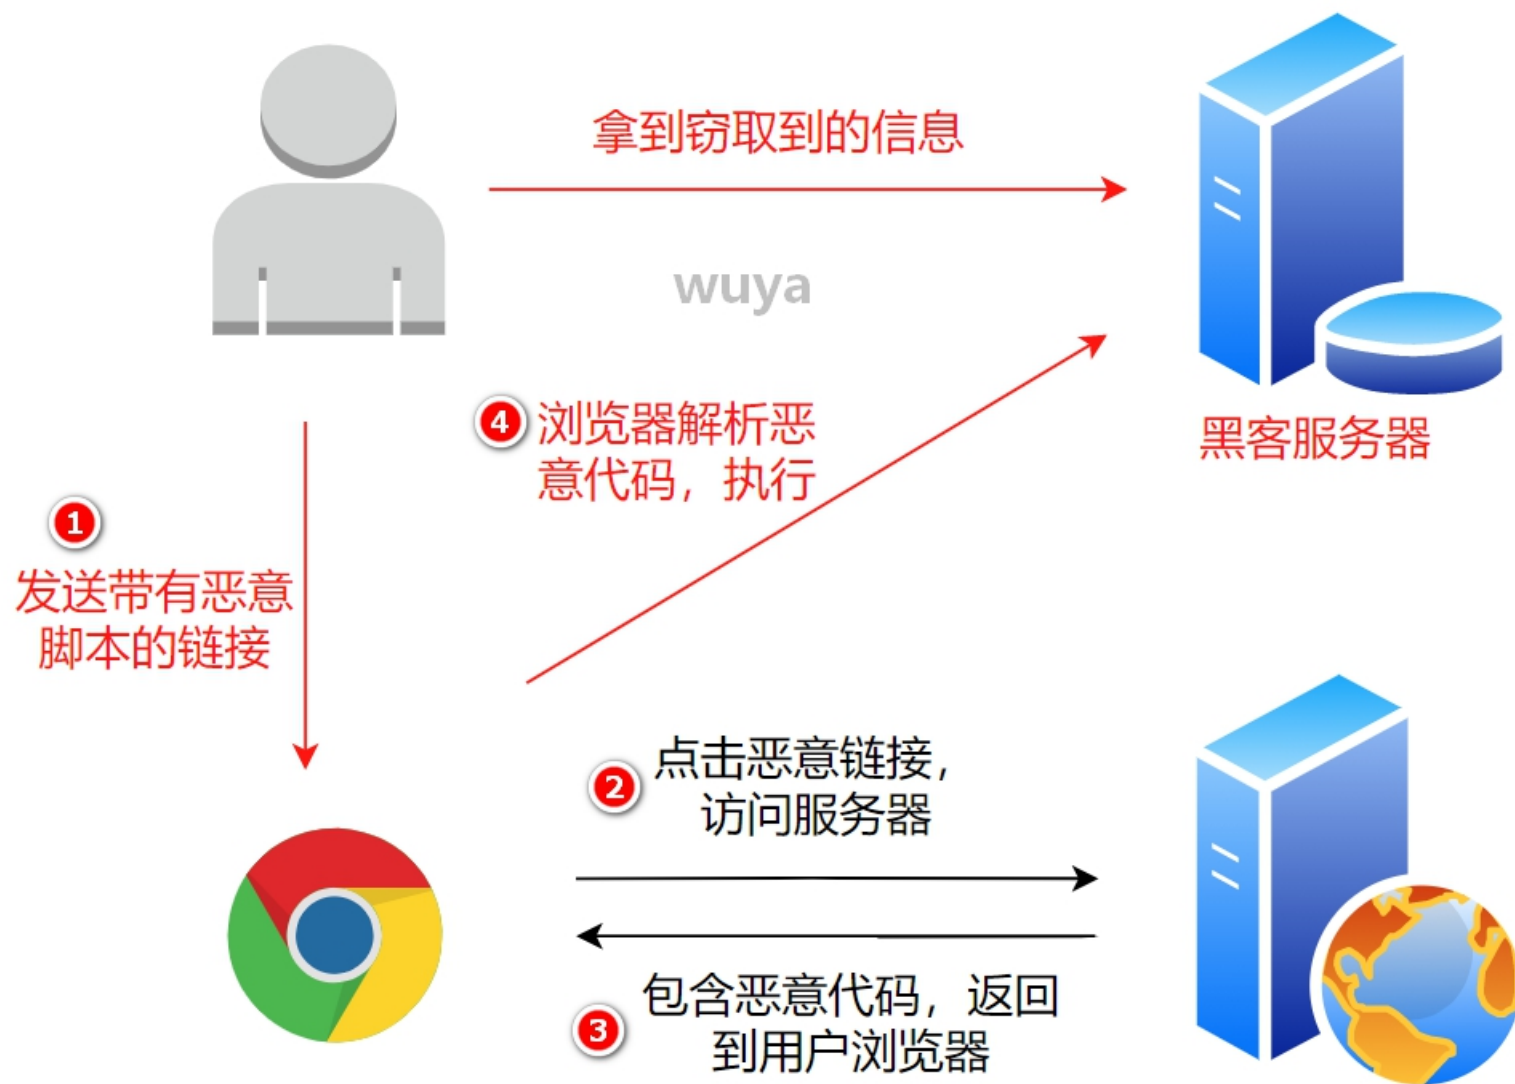 拿到窃取到的信息
wuya
4
浏览器解析恶
意代码，执行
黑客服务器
1
发送带有恶意
脚本的链接
2
点击恶意链接，
访问服务器
3
包含恶意代码，返回
到用户浏览器